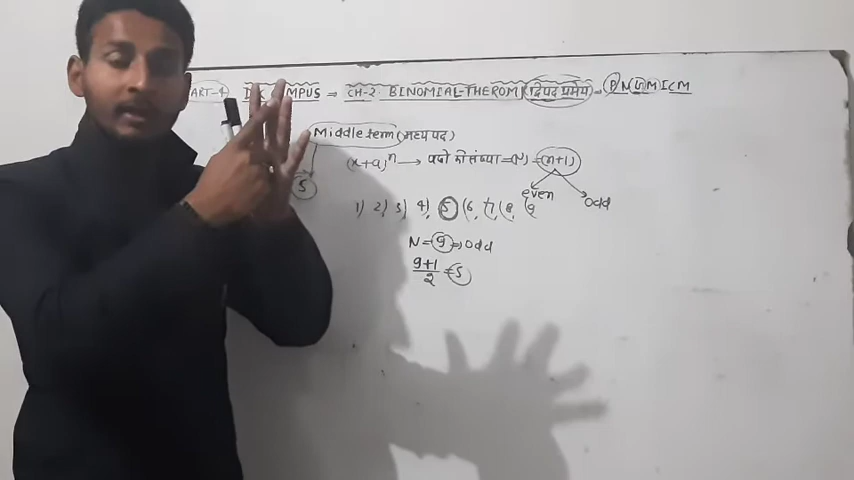 ART-4 MPUS ⇒ CH-2. BINOMIAL-THEROM (द्विपद प्रमेय)
Middle term (मध्य पद)
(x+a)ⁿ → पदो की संख्या =(N) =(n+1)
5
even odd
1) 2) 3) 4) 5 (6, (7, (8, (9
N=9 ⇒ odd
9+1/2 = 5